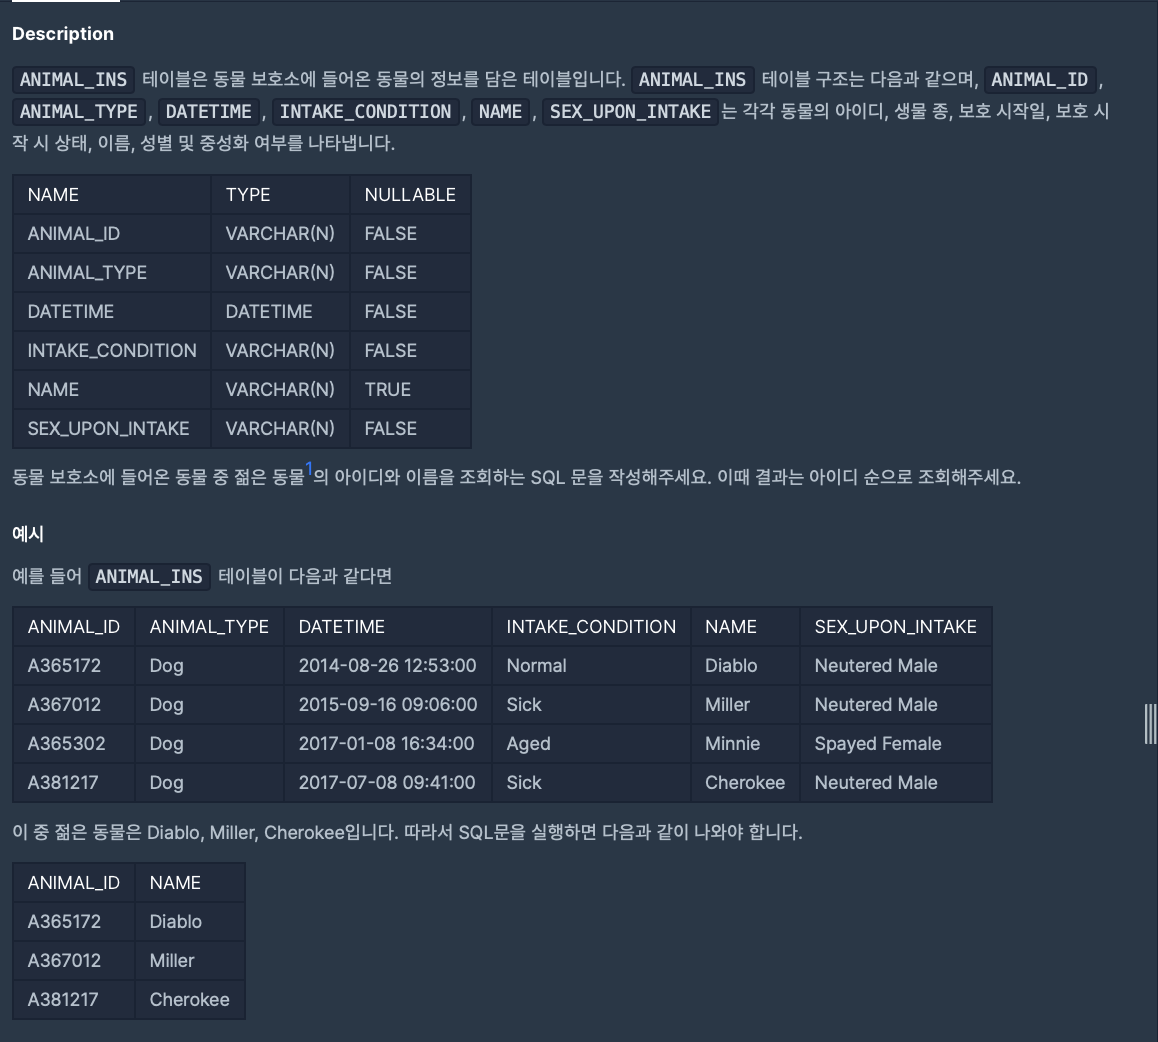 Description
ANIMAL_INS 테이블은 동물 보호소에 들어온 동물의 정보를 담은 테이블입니다. ANIMAL_INS 테이블 구조는 다음과 같으며, ANIMAL_ID,
ANIMAL_TYPE, DATETIME, INTAKE_CONDITION, NAME, SEX_UPON_INTAKE는 각각 동물의 아이디, 생물 종, 보호 시작일, 보호 시
작 시 상태, 이름, 성별 및 중성화 여부를 나타냅니다.
NAME TYPE NULLABLE
ANIMAL_ID VARCHAR(N) FALSE
ANIMAL_TYPE VARCHAR(N) FALSE
DATETIME DATETIME FALSE
INTAKE_CONDITION VARCHAR(N) FALSE
NAME VARCHAR(N) TRUE
SEX_UPON_INTAKE VARCHAR(N) FALSE
동물 보호소에 들어온 동물 중 젊은 동물1의 아이디와 이름을 조회하는 SQL 문을 작성해주세요. 이때 결과는 아이디 순으로 조회해주세요.
예시
예를 들어 ANIMAL_INS 테이블이 다음과 같다면
ANIMAL_ID ANIMAL_TYPE DATETIME INTAKE_CONDITION NAME SEX_UPON_INTAKE
A365172 Dog 2014-08-26 12:53:00 Normal Diablo Neutered Male
A367012 Dog 2015-09-16 09:06:00 Sick Miller Neutered Male
A365302 Dog 2017-01-08 16:34:00 Aged Minnie Spayed Female
A381217 Dog 2017-07-08 09:41:00 Sick Cherokee Neutered Male
이 중 젊은 동물은 Diablo, Miller, Cherokee입니다. 따라서 SQL문을 실행하면 다음과 같이 나와야 합니다.
ANIMAL_ID NAME
A365172 Diablo
A367012 Miller
A381217 Cherokee